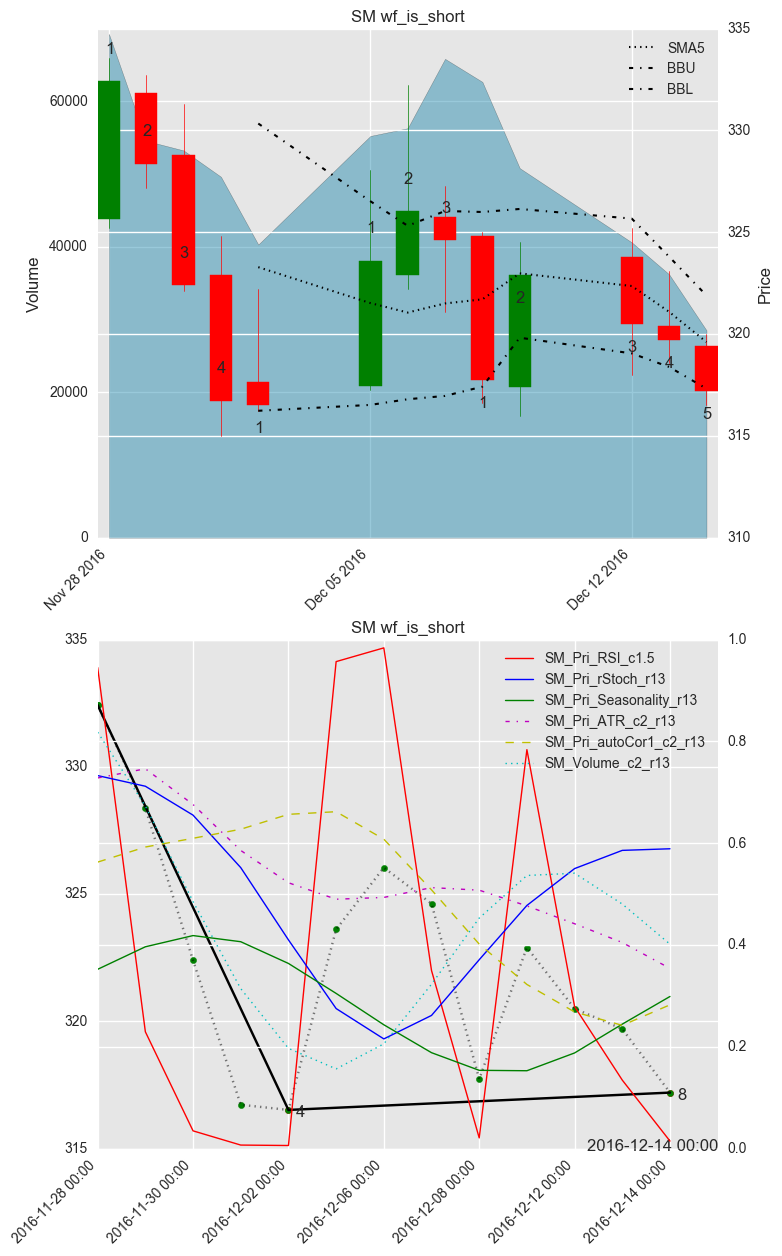 SM wf_is_short
335
SMA5
1
BBU
BBL
60000
2
330
2
3
3
1
325
40000
2
Volume
Price
3
320
4
4
20000
1
1
5
315
0
310
Nov 28 2016
Dec 05 2016
Dec 12 2016
SM wf_is_short
335
1.0
SM_Pri_RSI_c1.5
SM_Pri_rStoch_r13
SM_Pri_Seasonality_r13
SM_Pri_ATR_c2_r13
SM_Pri_autoCor1_c2_r13
SM_Volume_c2_r13
0.8
330
0.6
325
0.4
320
0.2
4
8
2016-12-14 00:00
315
0.0
2016-11-28 00:00
2016-11-30 00:00
2016-12-02 00:00
2016-12-06 00:00
2016-12-08 00:00
2016-12-12 00:00
2016-12-14 00:00